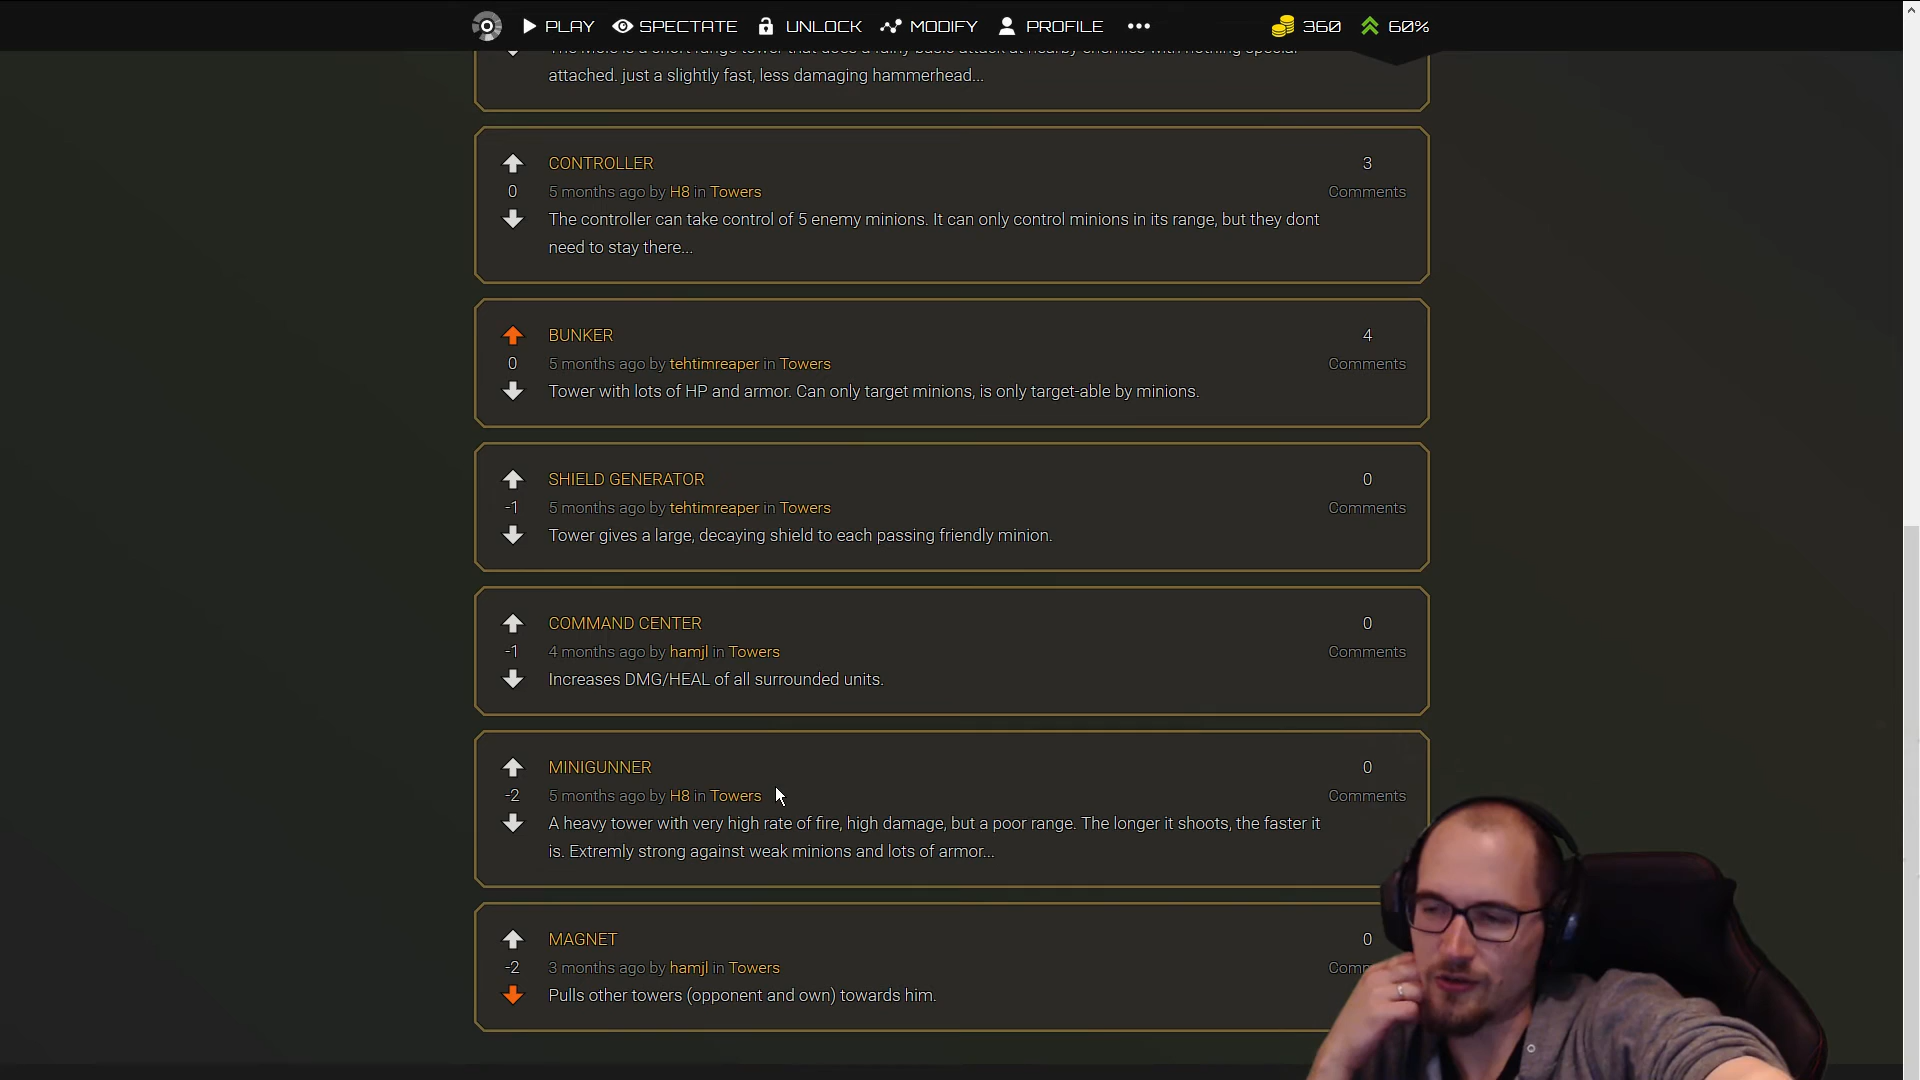 PLAY SPECTATE UNLOCK MODIFY PROFILE ••• 360 60%
attached. just a slightly fast, less damaging hammerhead...
CONTROLLER 3
0 5 months ago by H8 in Towers Comments
The controller can take control of 5 enemy minions. It can only control minions in its range, but they dont
need to stay there...
BUNKER 4
0 5 months ago by tehtimreaper in Towers Comments
Tower with lots of HP and armor. Can only target minions, is only target-able by minions.
SHIELD GENERATOR 0
-1 5 months ago by tehtimreaper in Towers Comments
Tower gives a large, decaying shield to each passing friendly minion.
COMMAND CENTER 0
-1 4 months ago by hamjl in Towers Comments
Increases DMG/HEAL of all surrounded units.
MINIGUNNER 0
-2 5 months ago by H8 in Towers Comments
A heavy tower with very high rate of fire, high damage, but a poor range. The longer it shoots, the faster it
is. Extremly strong against weak minions and lots of armor...
MAGNET 0
-2 3 months ago by hamjl in Towers
Pulls other towers (opponent and own) towards him.